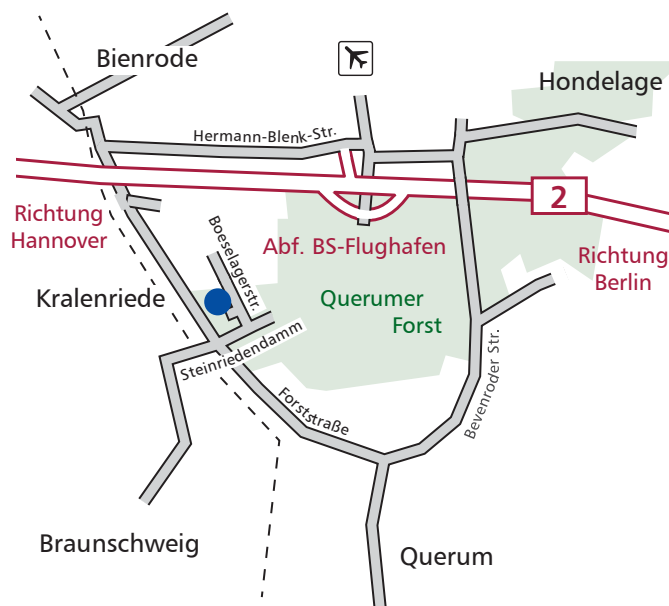 Bienrode
Hondelage
Hermann-Blenk-Str.
2
Richtung
Hannover
Boeselagerstr.
Abf. BS-Flughafen
Richtung
Berlin
Kralenriede
Querumer
Forst
Steinriedendamm
Bevenroder Str.
Forststraße
Braunschweig
Querum